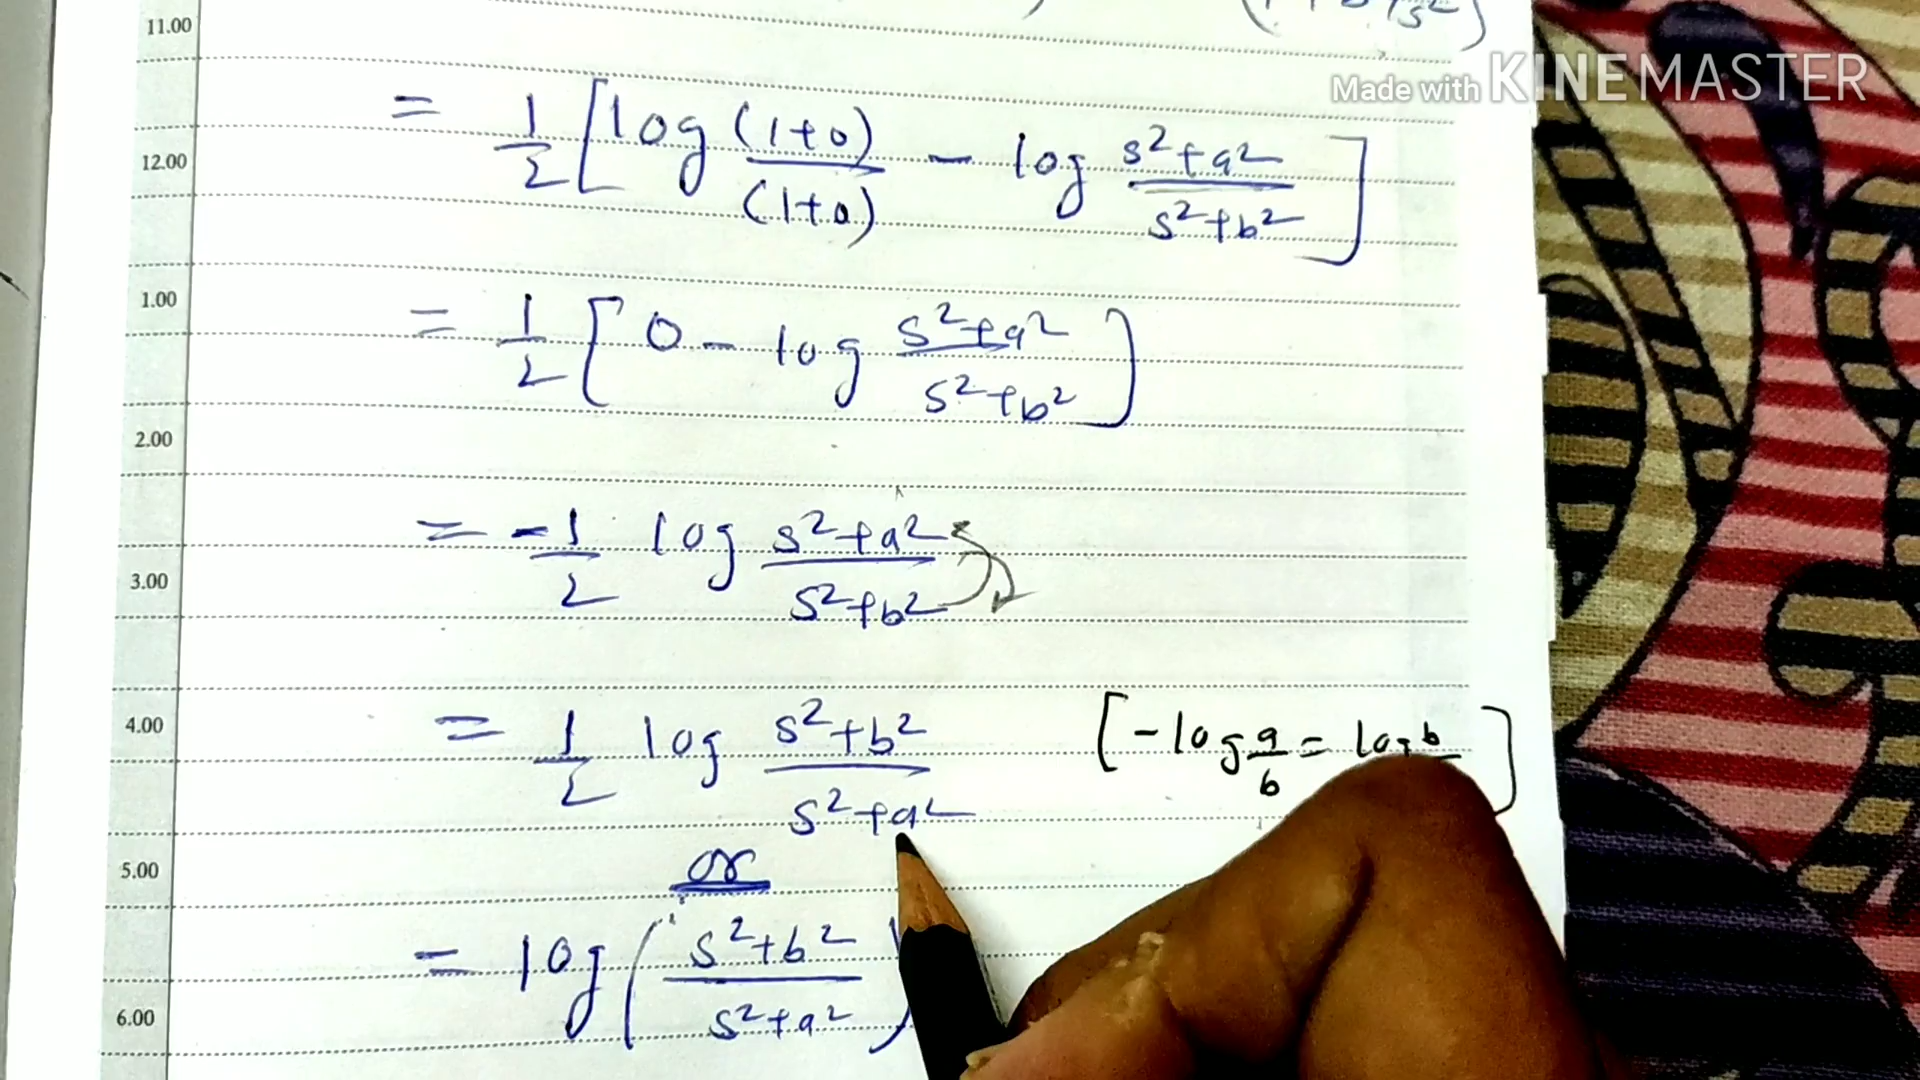 11.00
Made with KINEMASTER
= 1/2 [log (1+0)/(1+0) - log s²+a²/s²+b²]
12.00
1.00
= 1/2 [0 - log s²+a²/s²+b²]
2.00
= -1/2 log s²+a²/s²+b²
3.00
4.00
= 1/2 log s²+b²/s²+a² [-log a/b = log b/
5.00
or
= log (s²+b²/s²+a²)
6.00